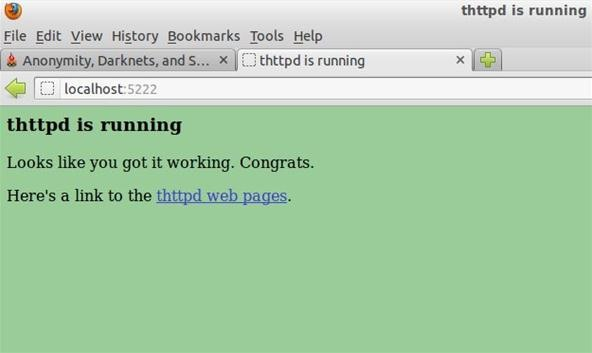 thttpd is running
File Edit View History Bookmarks Tools Help
Anonymity, Darknets, and S... thttpd is running
localhost:5222
thttpd is running
Looks like you got it working. Congrats.
Here's a link to the thttpd web pages.